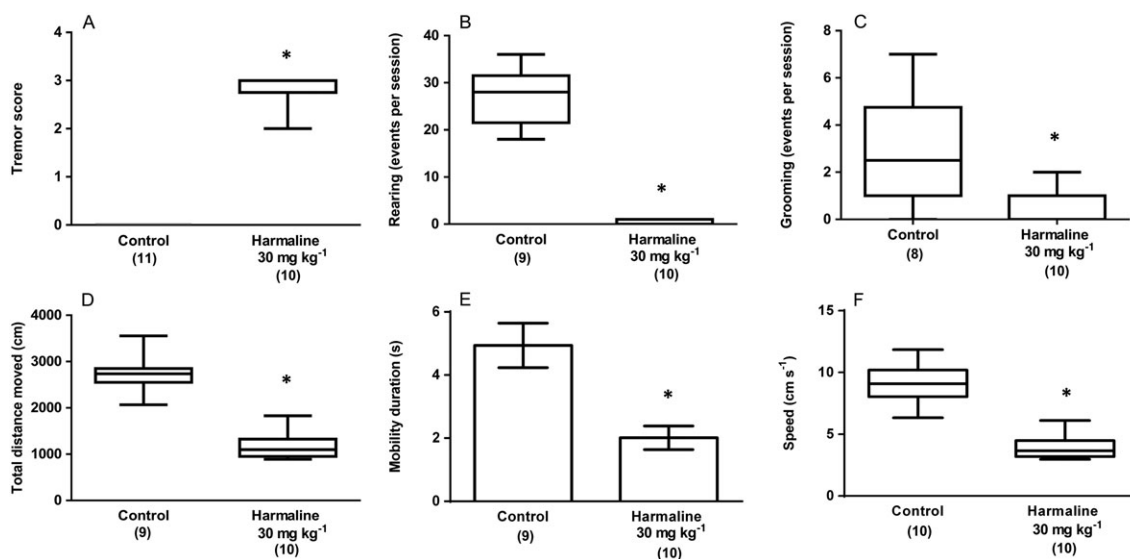 A
Tremor score
4
3
2
1
0
*
Control
(11)
Harmaline
30 mg kg⁻¹
(10)
B
Rearing (events per session)
40
30
20
10
0
*
Control
(9)
Harmaline
30 mg kg⁻¹
(10)
C
Grooming (events per session)
8
6
4
2
0
*
Control
(8)
Harmaline
30 mg kg⁻¹
(10)
D
Total distance moved (cm)
4000
3000
2000
1000
0
*
Control
(9)
Harmaline
30 mg kg⁻¹
(10)
E
Mobility duration (s)
6
4
2
0
*
Control
(9)
Harmaline
30 mg kg⁻¹
(10)
F
Speed (cm s⁻¹)
15
10
5
0
*
Control
(10)
Harmaline
30 mg kg⁻¹
(10)